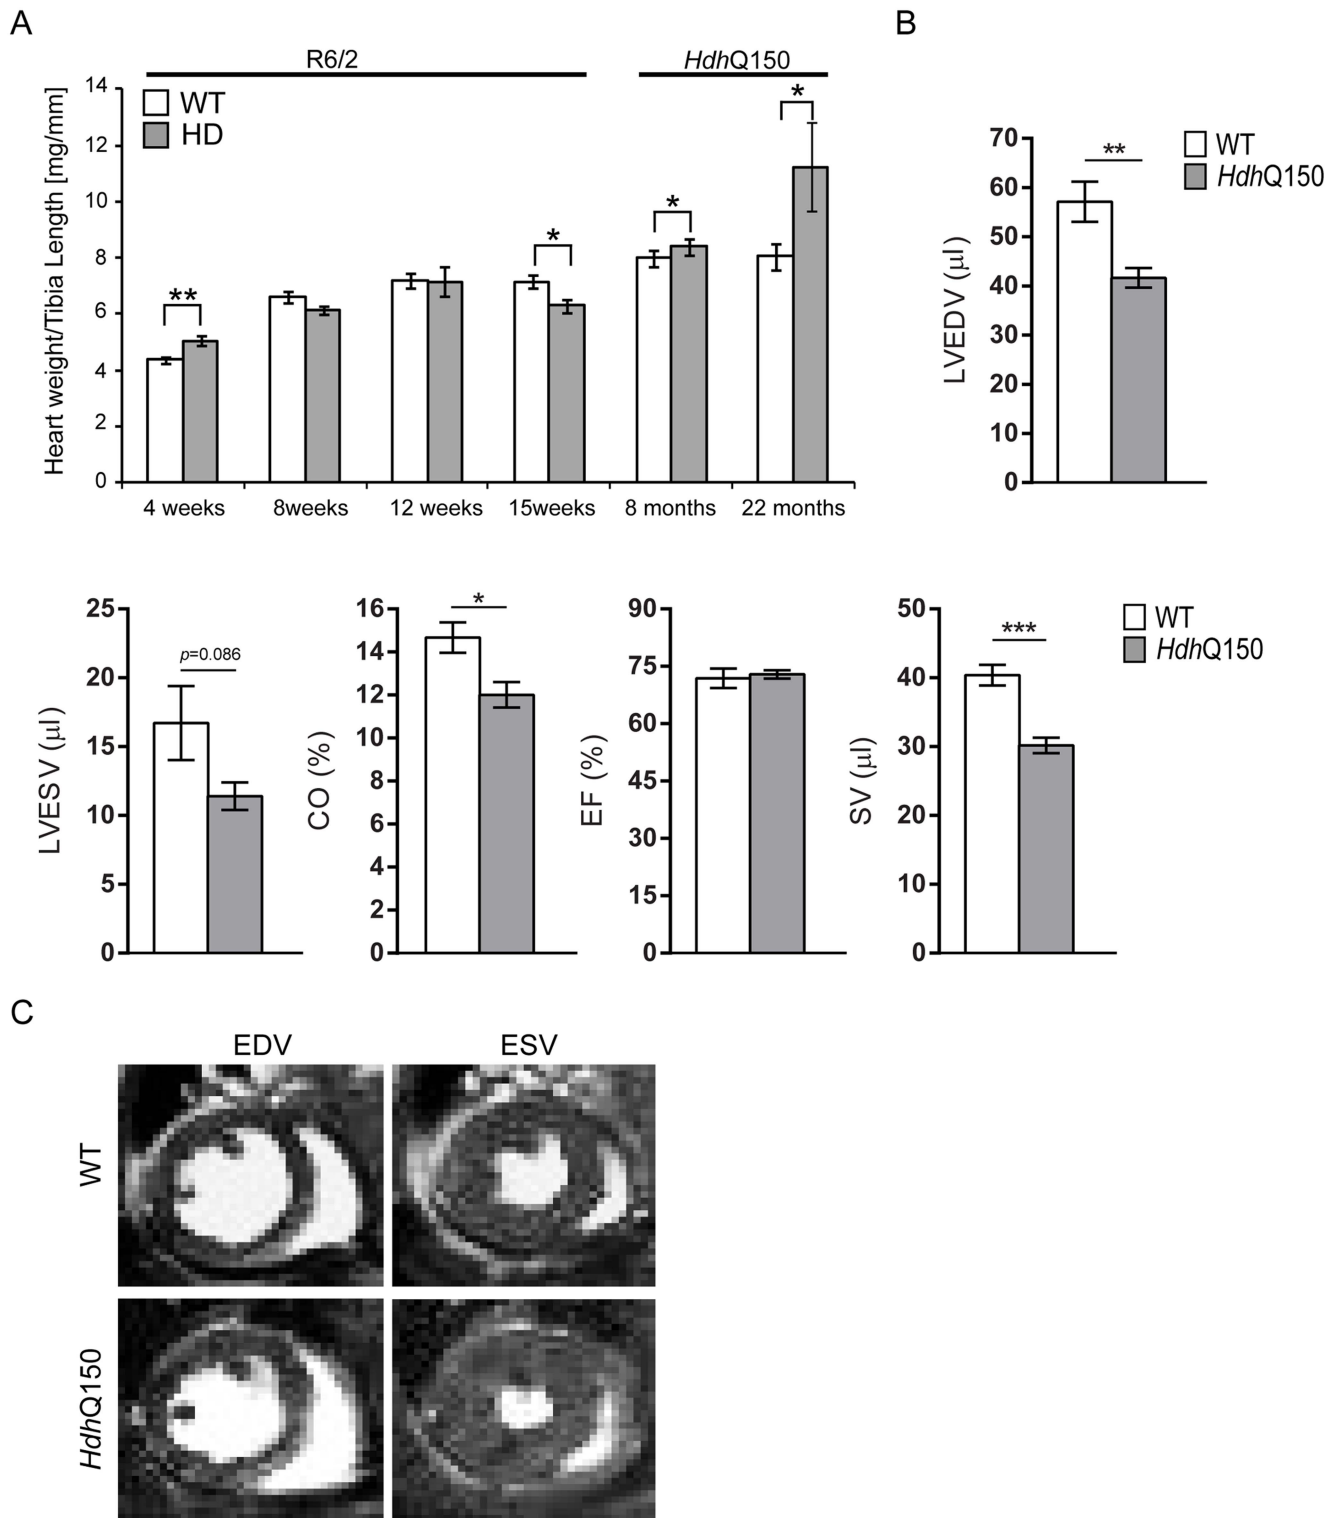 A
B
R6/2
HdhQ150
Heart weight/Tibia Length [mg/mm]
14
12
10
8
6
4
2
0
WT
HD
**
*
*
*
4 weeks
8weeks
12 weeks
15weeks
8 months
22 months
LVEDV (µl)
70
60
50
40
30
20
10
0
**
WT
HdhQ150
LVESV (µl)
25
20
15
10
5
0
p=0.086
CO (%)
16
14
12
10
8
6
4
2
0
*
EF (%)
90
75
60
45
30
15
0
SV (µl)
50
40
30
20
10
0
***
WT
HdhQ150
C
EDV
ESV
WT
HdhQ150